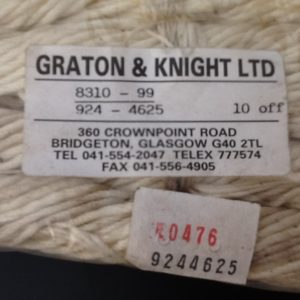 GRATON & KNIGHT LTD
8310 - 99
924 - 4625 10 off
360 CROWNPOINT ROAD
BRIDGETON, GLASGOW G40 2TL
TEL 041-554-2047 TELEX 777574
FAX 041-556-4905
0476
9244625